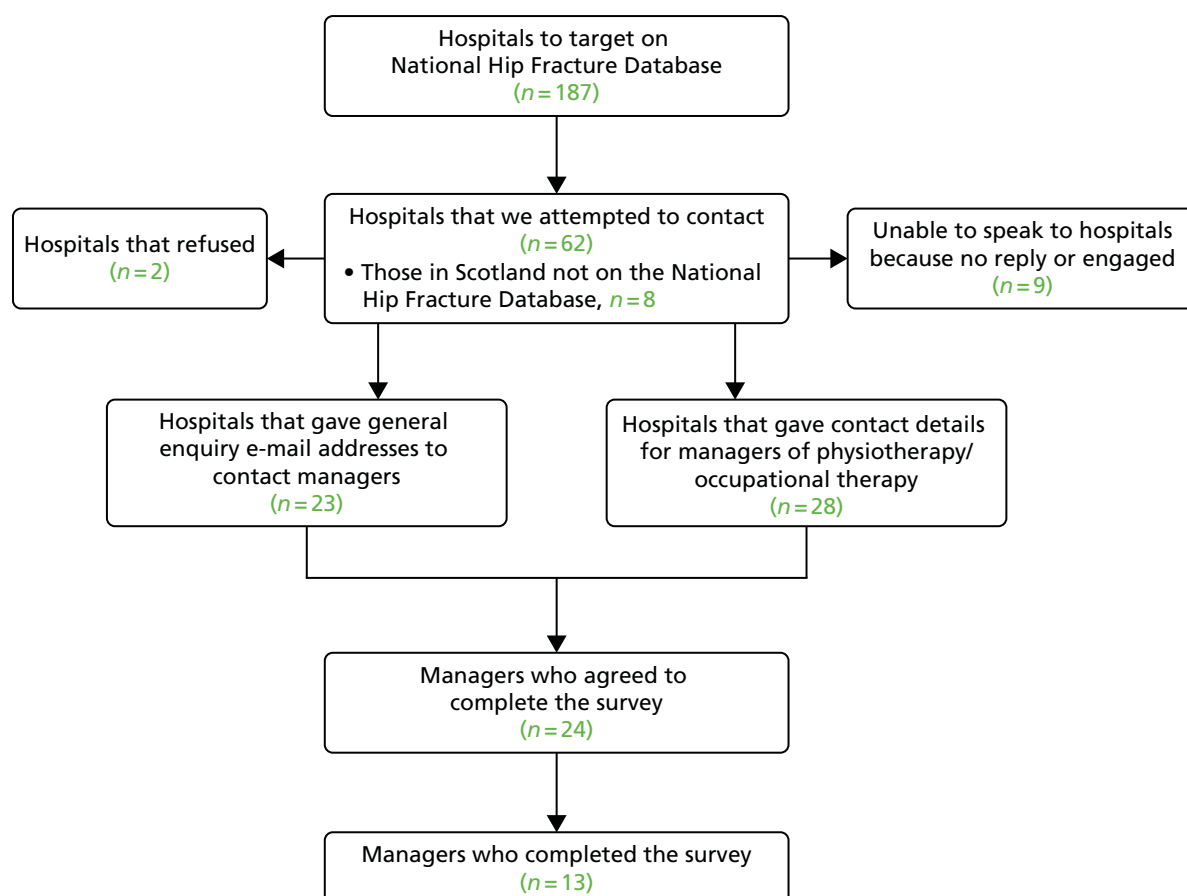 Hospitals to target on
National Hip Fracture Database
(n = 187)
Hospitals that we attempted to contact
(n = 62)
• Those in Scotland not on the National
Hip Fracture Database, n = 8
Hospitals that refused
(n = 2)
Unable to speak to hospitals
because no reply or engaged
(n = 9)
Hospitals that gave general
enquiry e-mail addresses to
contact managers
(n = 23)
Hospitals that gave contact details
for managers of physiotherapy/
occupational therapy
(n = 28)
Managers who agreed to
complete the survey
(n = 24)
Managers who completed the survey
(n = 13)